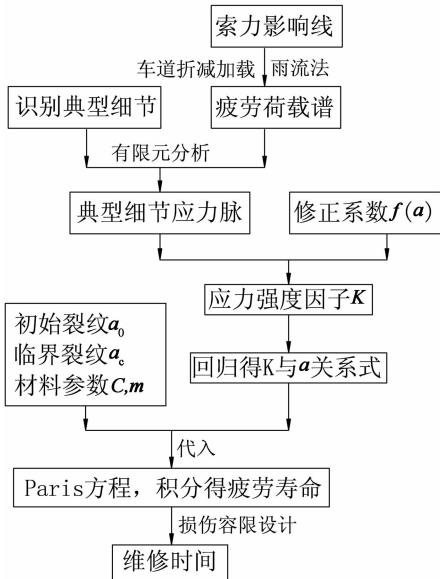 索力影响线
车道折减加载
雨流法
识别典型细节
疲劳荷载谱
有限元分析
典型细节应力脉
修正系数f(a)
应力强度因子K
初始裂纹a₀
临界裂纹aₑ
材料参数C,m
回归得K与a关系式
代入
Paris方程，积分得疲劳寿命
损伤容限设计
维修时间